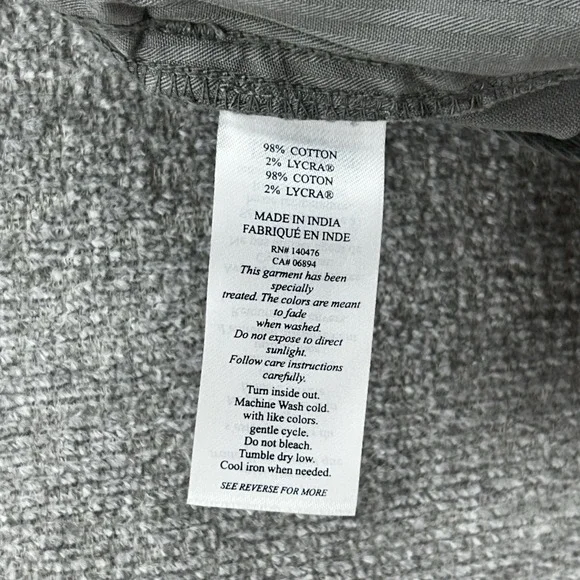 98% COTTON
2% LYCRA®
98% COTON
2% LYCRA®
MADE IN INDIA
FABRIQUÉ EN INDE
RN# 140476
CA# 06894
This garment has been
specially
treated. The colors are meant
to fade
when washed.
Do not expose to direct
sunlight.
Follow care instructions
carefully.
Turn inside out.
Machine Wash cold.
with like colors.
gentle cycle.
Do not bleach.
Tumble dry low.
Cool iron when needed.
SEE REVERSE FOR MORE